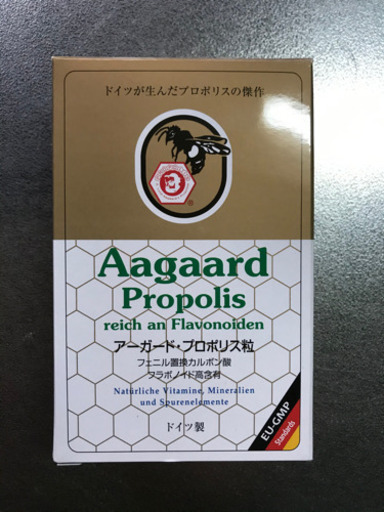 ドイツが生んだプロポリスの傑作
®
Aagaard
Propolis
reich an Flavonoiden
アーガード・プロポリス粒
フェニル置換カルボン酸
フラボノイド高含有
Natürliche Vitamine, Mineralien
und Spurenelemente
ドイツ製
EU-GMP
Standards